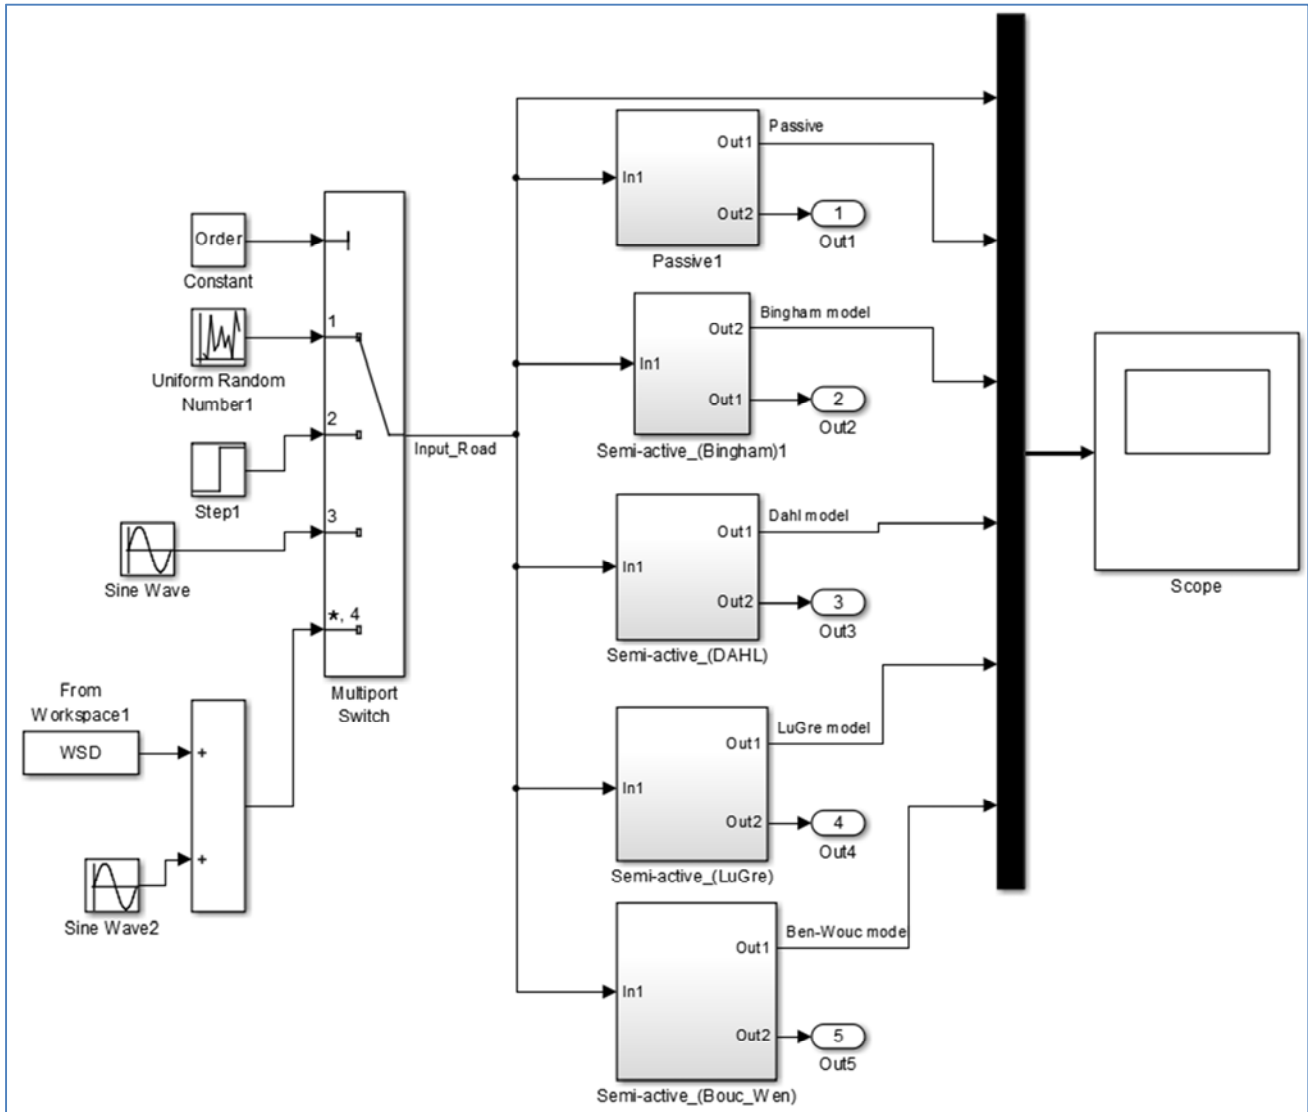 Order
Constant
Uniform Random
Number1
Step1
Sine Wave
From
Workspace1
WSD
Sine Wave2
+
+
1
2
3
*, 4
Multiport
Switch
Input_Road
In1
Out1
Out2
Passive
1
Out1
Passive1
In1
Out2
Out1
Bingham model
2
Out2
Semi-active_(Bingham)1
In1
Out1
Out2
Dahl model
3
Out3
Semi-active_(DAHL)
In1
Out1
Out2
LuGre model
4
Out4
Semi-active_(LuGre)
In1
Out1
Out2
Ben-Wouc mode
5
Out5
Semi-active_(Bouc_Wen)
Scope